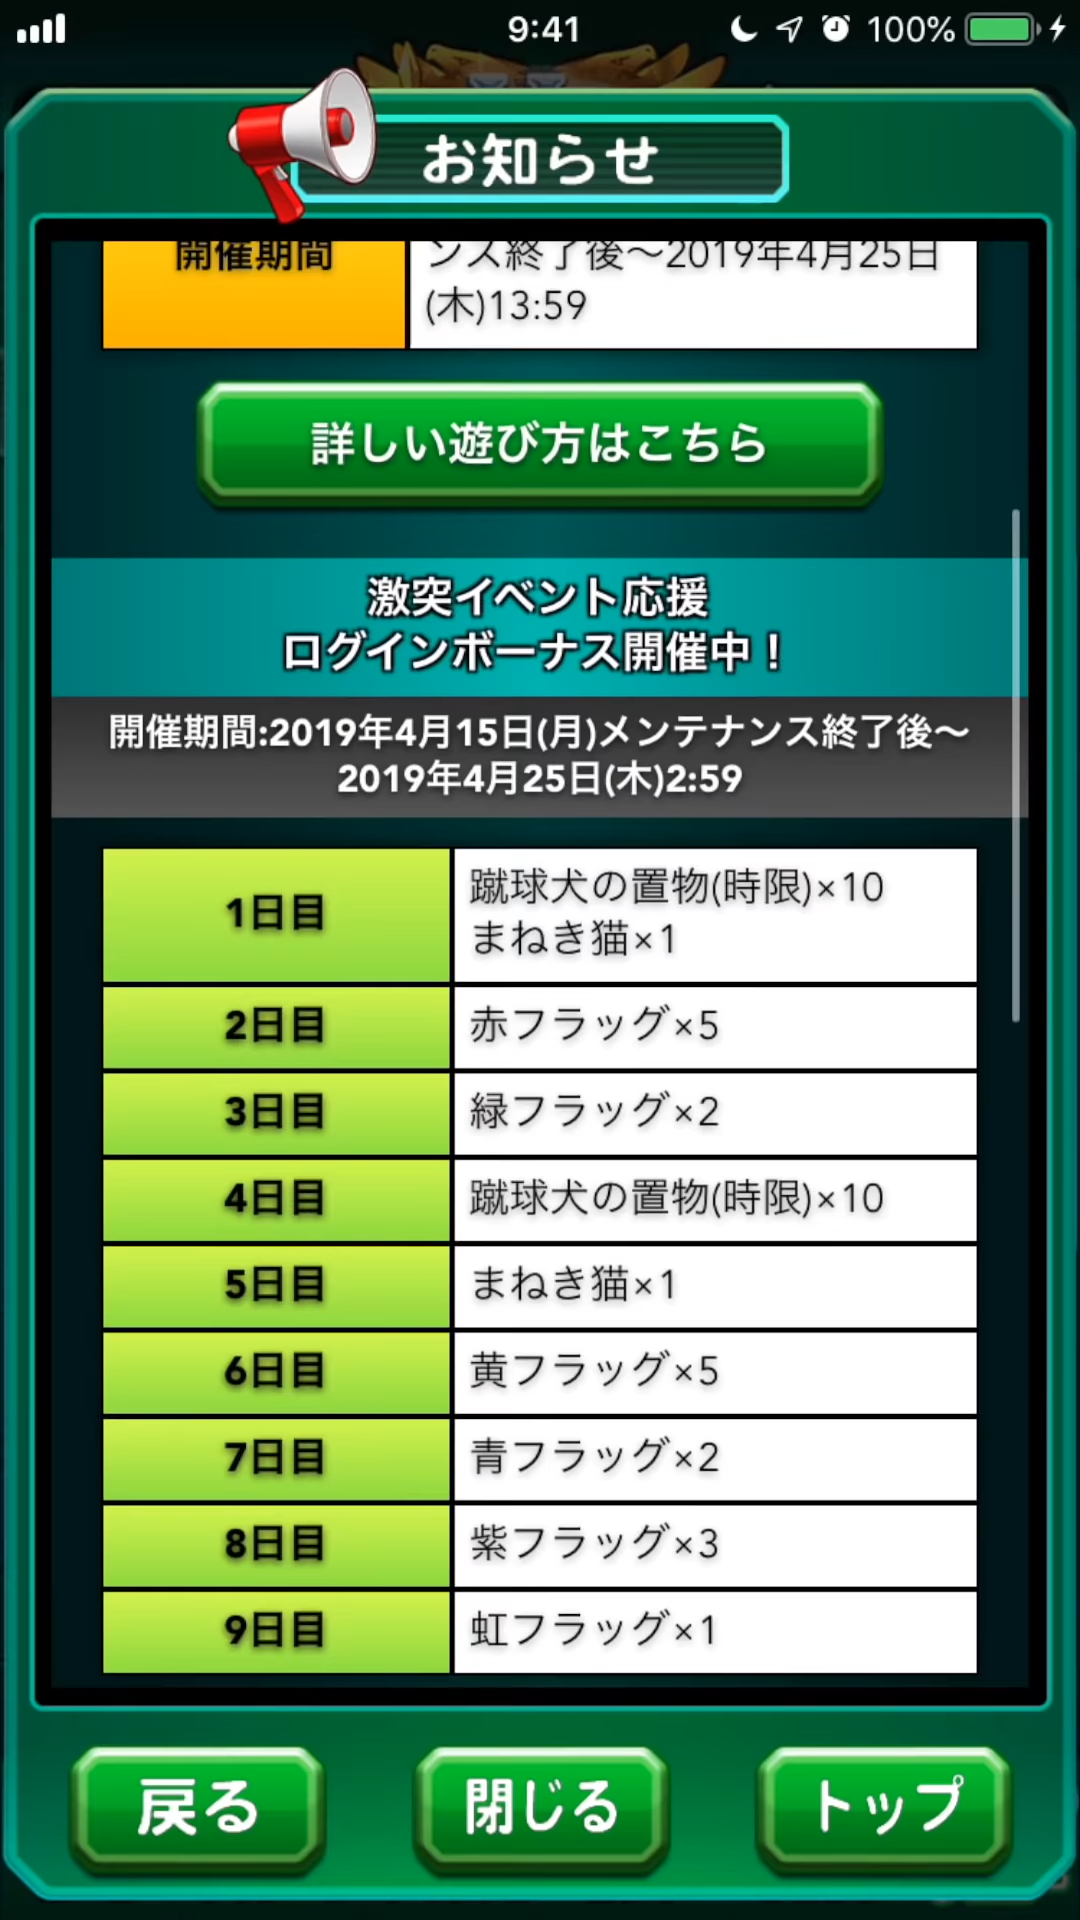 9:41
100%
お知らせ
開催期間
ンス終了後～2019年4月25日
(木)13:59
詳しい遊び方はこちら
激突イベント応援
ログインボーナス開催中！
開催期間:2019年4月15日(月)メンテナンス終了後～
2019年4月25日(木)2:59
1日目
蹴球犬の置物(時限)×10
まねき猫×1
2日目
赤フラッグ×5
3日目
緑フラッグ×2
4日目
蹴球犬の置物(時限)×10
5日目
まねき猫×1
6日目
黄フラッグ×5
7日目
青フラッグ×2
8日目
紫フラッグ×3
9日目
虹フラッグ×1
戻る
閉じる
トップ